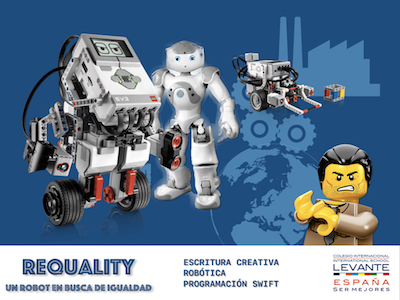 EV3
REQUALITY
UN ROBOT EN BUSCA DE IGUALDAD
ESCRITURA CREATIVA
ROBÓTICA
PROGRAMACIÓN SWIFT
COLEGIO INTERNACIONAL
INTERNATIONAL SCHOOL
LEVANTE
ESPAÑA
SER MEJORES